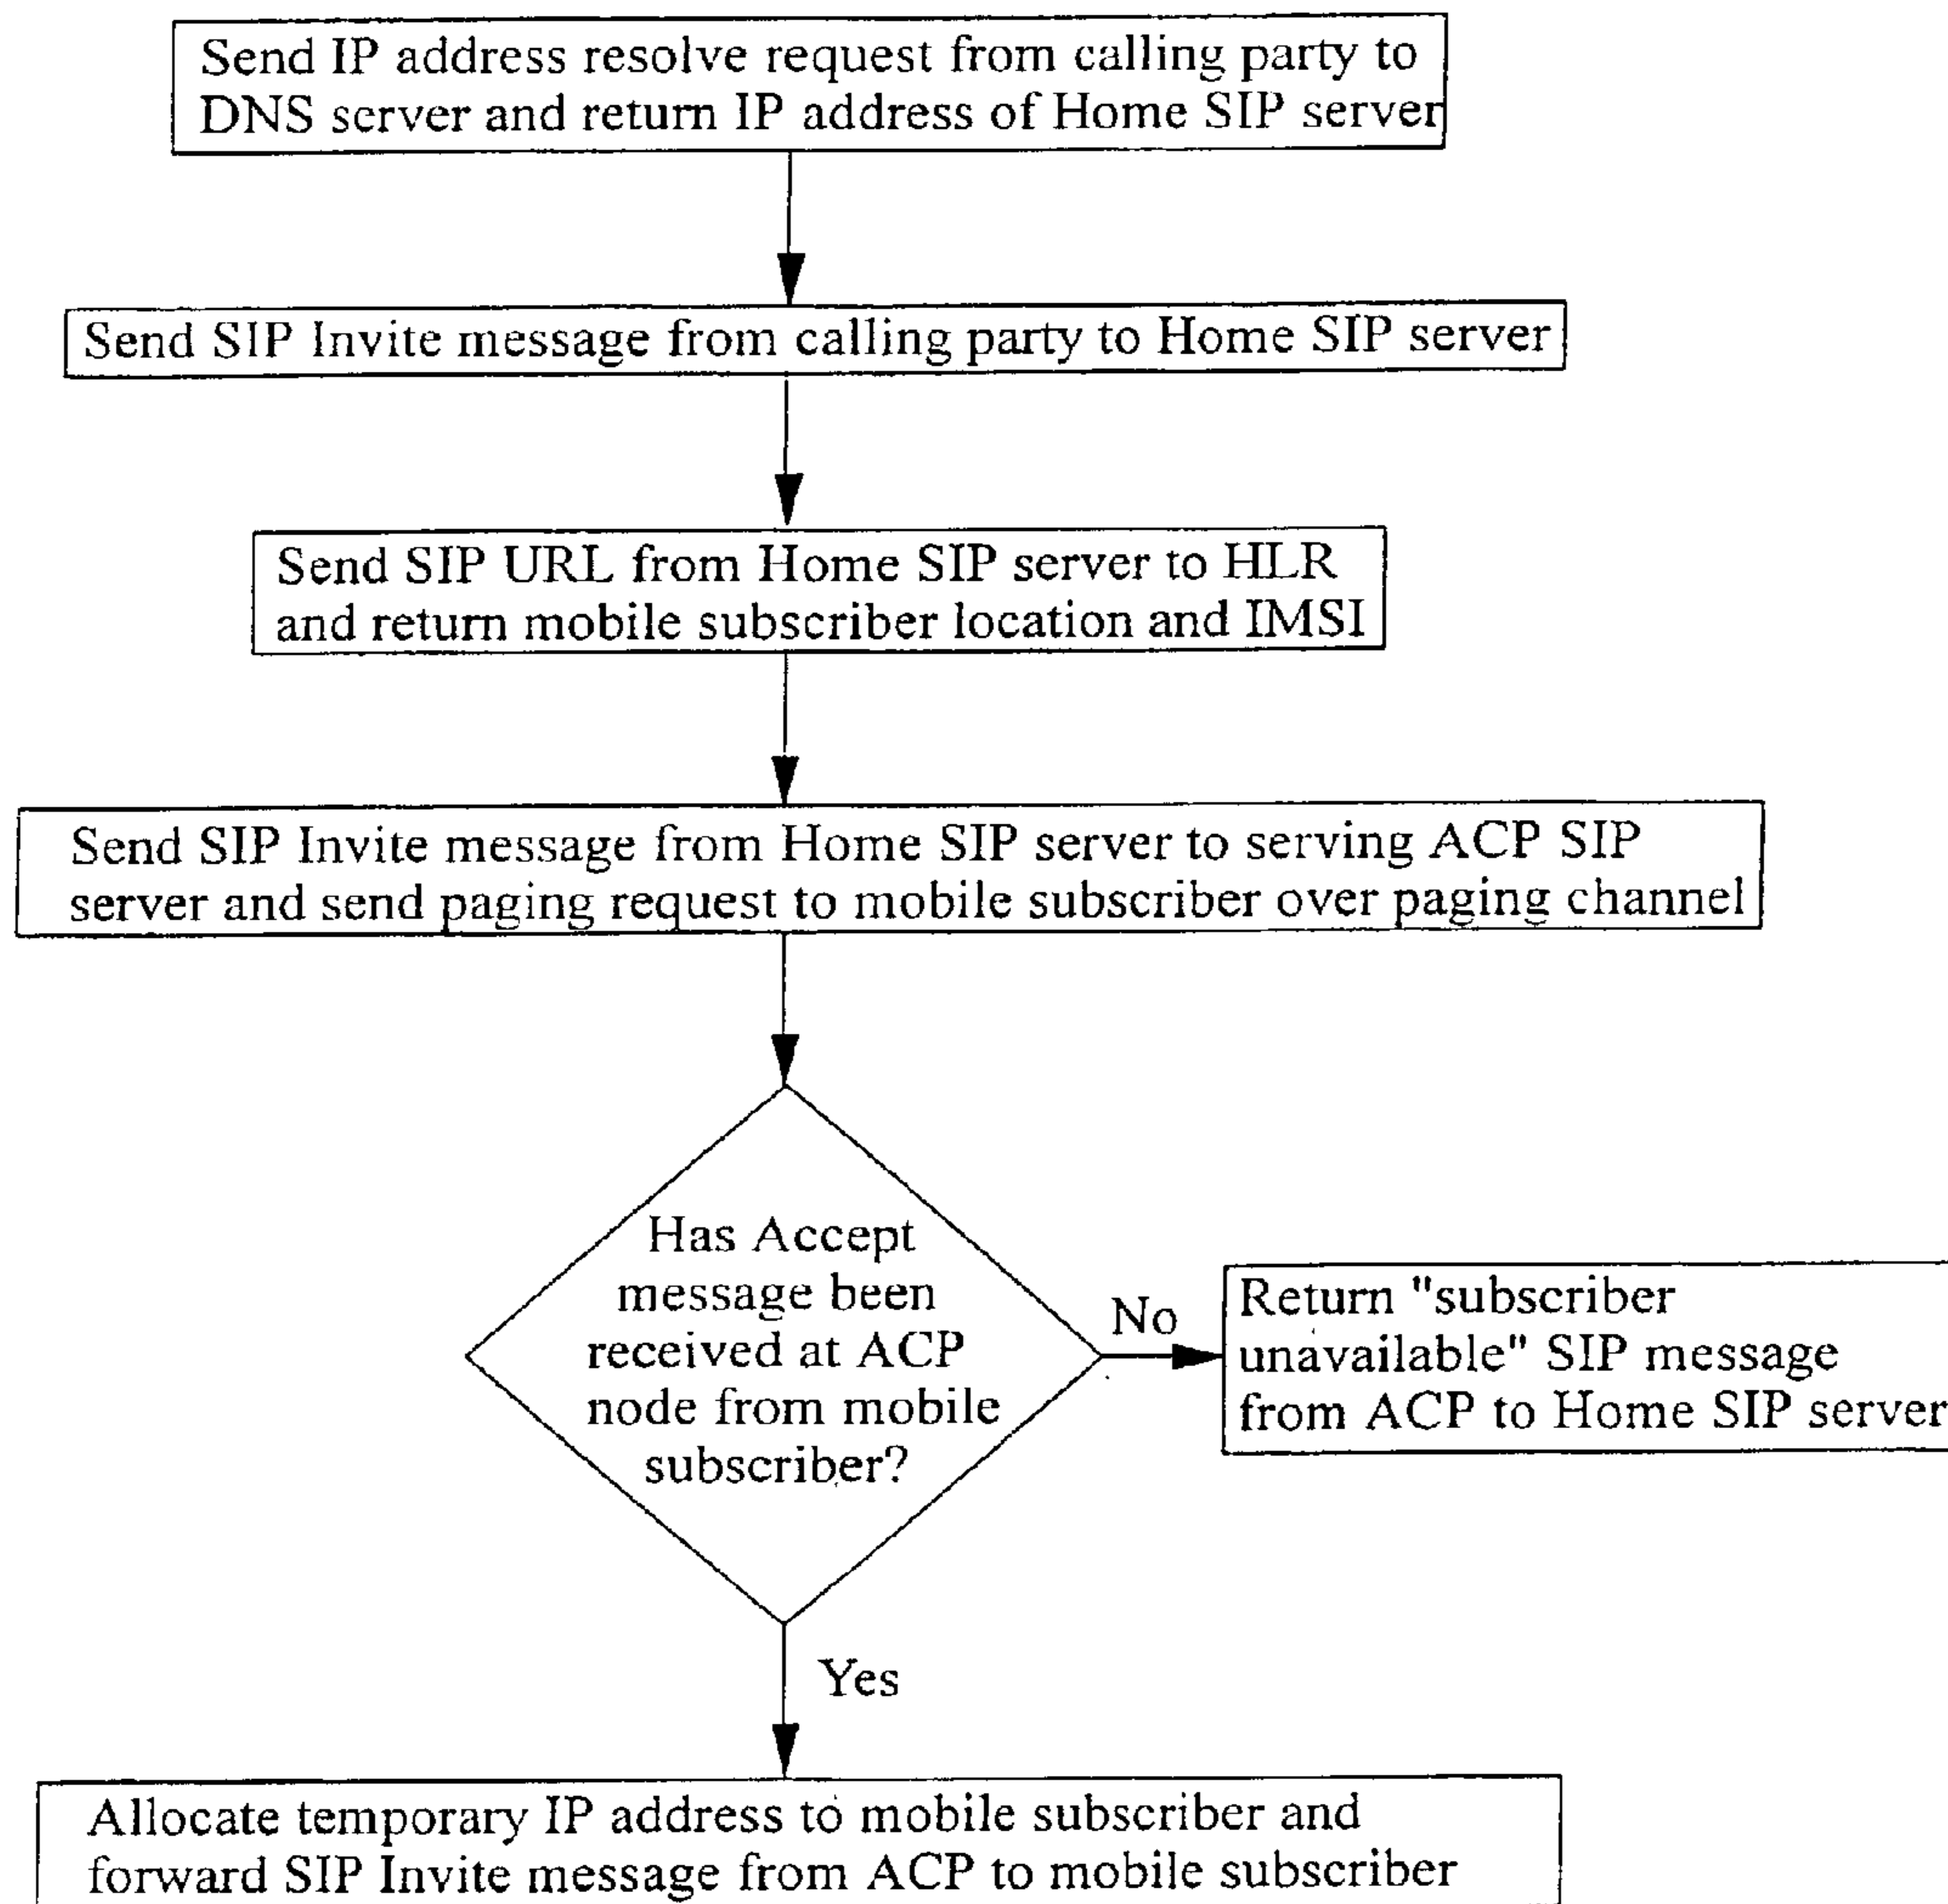 Send IP address resolve request from calling party to
DNS server and return IP address of Home SIP server
Send SIP Invite message from calling party to Home SIP server
Send SIP URL from Home SIP server to HLR
and return mobile subscriber location and IMSI
Send SIP Invite message from Home SIP server to serving ACP SIP
server and send paging request to mobile subscriber over paging channel
Has Accept
message been
received at ACP
node from mobile
subscriber?
No
Return "subscriber
unavailable" SIP message
from ACP to Home SIP server
Yes
Allocate temporary IP address to mobile subscriber and
forward SIP Invite message from ACP to mobile subscriber